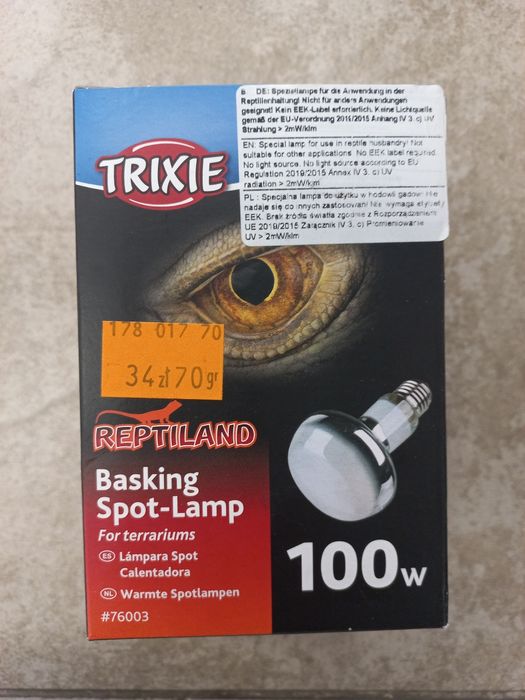 TRIXIE
DE: Speziallampe für die Anwendung in der
Reptilienhaltung! Nicht für andere Anwendungen
geeignet! Kein EEK-Label erforderlich. Keine Lichtquelle
gemäß der EU-Verordnung 2019/2015 Anhang IV 3. c) UV
Strahlung > 2mW/klm
EN: Special lamp for use in reptile husbandry! Not
suitable for other applications. No EEK label required.
No light source. No light source according to EU
Regulation 2019/2015 Annex IV 3. c) UV
radiation > 2mW/klm
PL: Specjalna lampa do użytku w hodowli gadów! Nie
nadaje się do innych zastosowań! Nie wymaga etykiety
EEK. Brak źródła światła zgodnie z Rozporządzeniem
UE 2019/2015 Załącznik IV 3. c) Promieniowanie
UV > 2mW/klm
178 017 70
34 zł 70 gr
REPTILAND
Basking
Spot-Lamp
For terrariums
ES Lámpara Spot
Calentadora
NL Warmte Spotlampen
#76003
100w